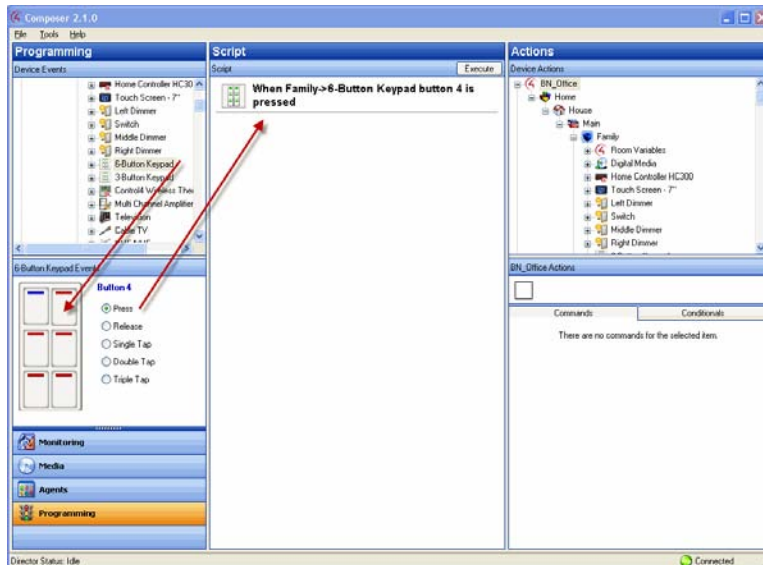 Composer 2.1.0
File Tools Help
Programming
Device Events
Home Controller HC30
Touch Screen - 7"
Left Dimmer
Switch
Middle Dimmer
Right Dimmer
6-Button Keypad
3-Button Keypad
Control4 Wireless Ther
Multi Channel Amplifier
Television
Cable TV
6-Button Keypad Events
Button 4
Press
Release
Single Tap
Double Tap
Triple Tap
Monitoring
Media
Agents
Programming
Script
Script Execute
When Family->6-Button Keypad button 4 is
pressed
Actions
Device Actions
BN_Office
Home
House
Main
Family
Room Variables
Digital Media
Home Controller HC300
Touch Screen - 7"
Left Dimmer
Switch
Middle Dimmer
Right Dimmer
BN_Office Actions
Commands Conditionals
There are no commands for the selected item.
Director Status: Idle
Connected